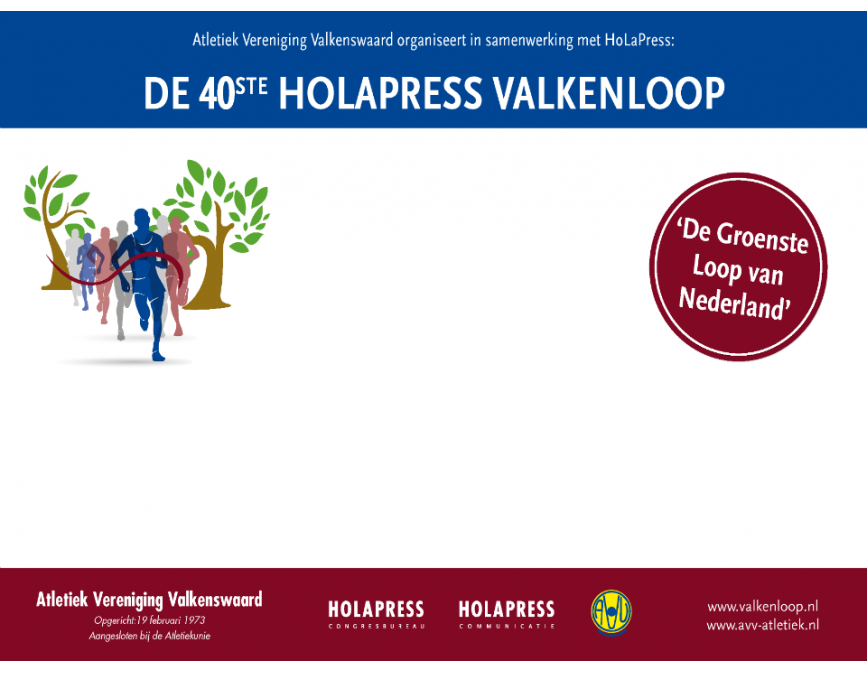 Atletiek Vereniging Valkenswaard organiseert in samenwerking met HoLaPress:
DE 40STE HOLAPRESS VALKENLOOP
‘De Groenste
Loop van
Nederland’
Atletiek Vereniging Valkenswaard
Opgericht:19 februari 1973
Aangesloten bij de Atletiekunie
HOLAPRESS
CONGRESBUREAU
HOLAPRESS
COMMUNICATIE
AVV
www.valkenloop.nl
www.avv-atletiek.nl